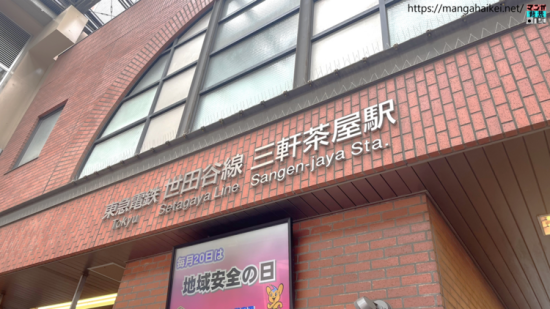 https://mangahaikei.net/
東急電鉄 世田谷線 三軒茶屋駅
Tokyu Setagaya Line Sangen-jaya Sta.
毎月20日は
地域安全の日